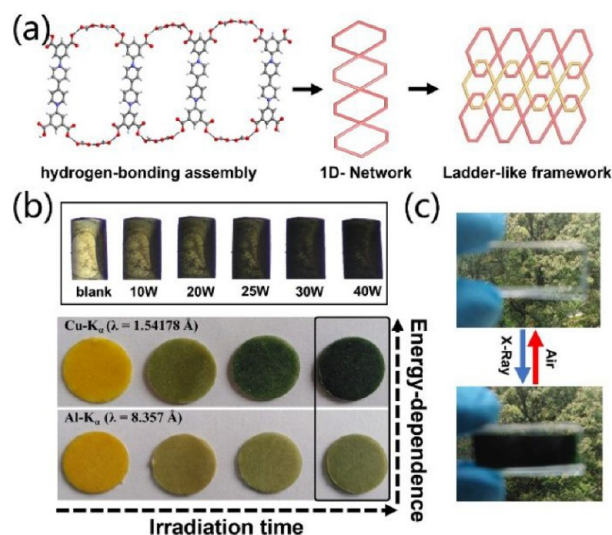 (a)
hydrogen-bonding assembly
1D- Network
Ladder-like framework
(b)
blank 10W 20W 25W 30W 40W
Cu-Kα (λ = 1.54178 Å)
Al-Kα (λ = 8.357 Å)
Energy-dependence
Irradiation time
(c)
X-Ray
Air